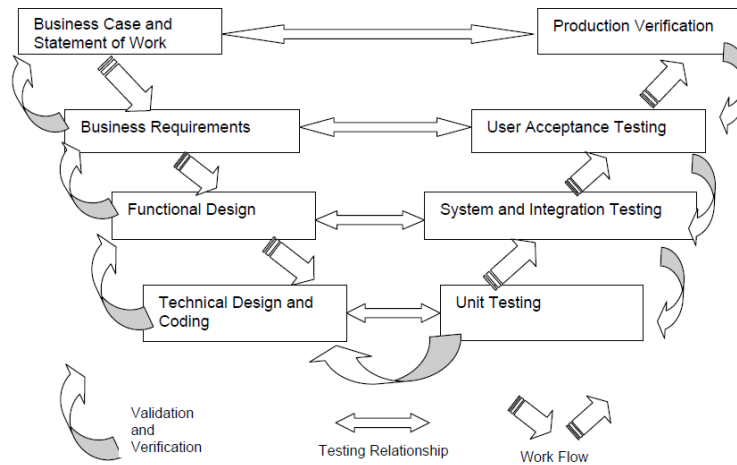 Business Case and
Statement of Work
Production Verification
Business Requirements
User Acceptance Testing
Functional Design
System and Integration Testing
Technical Design and
Coding
Unit Testing
Validation
and
Verification
Testing Relationship
Work Flow